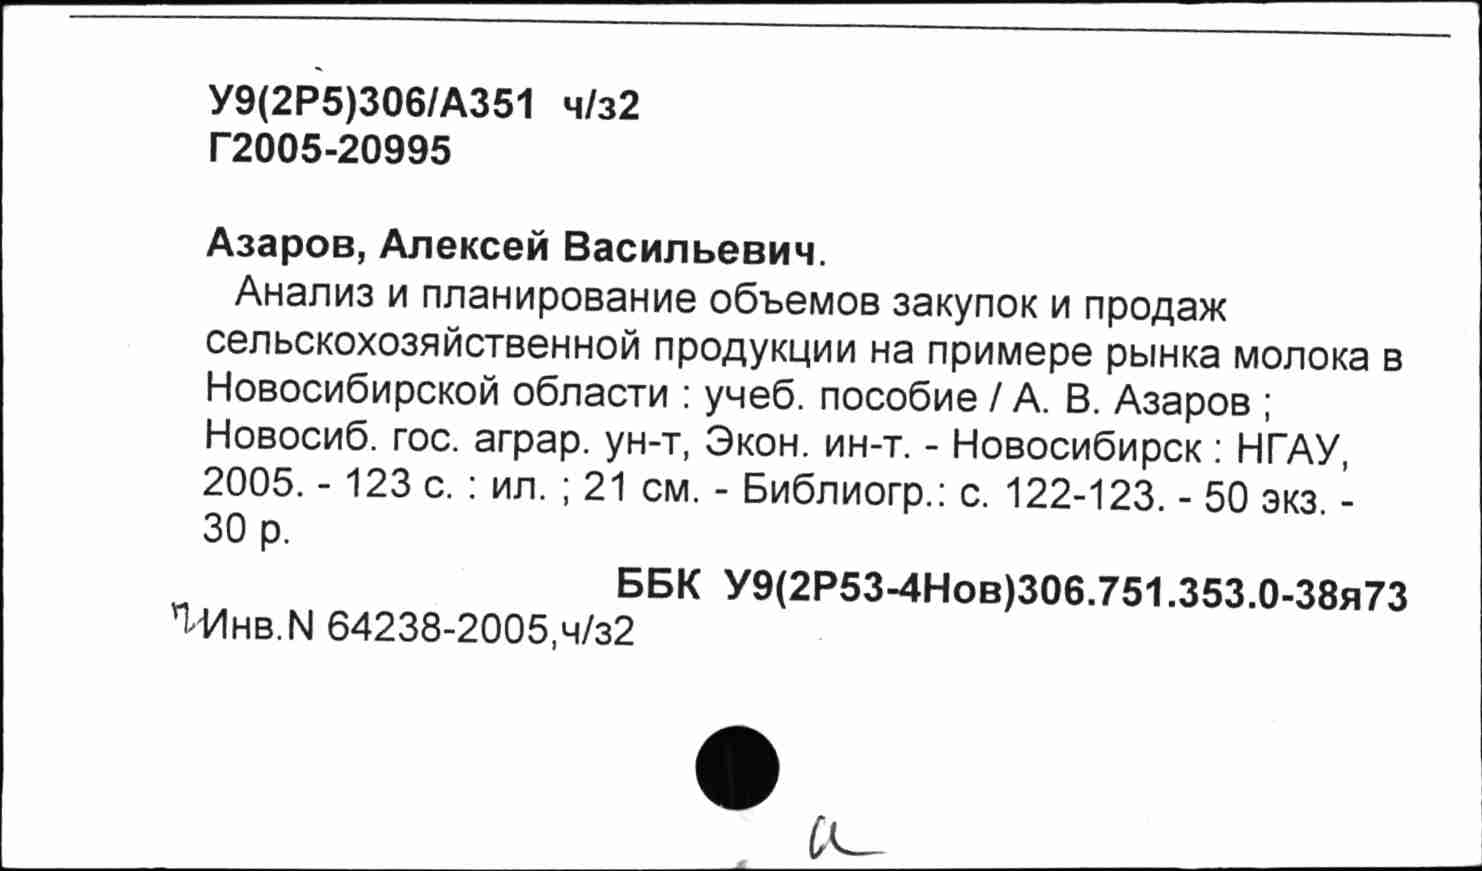 У9(2Р5)306/А351 ч/з2
Г2005-20995
Азаров, Алексей Васильевич.
Анализ и планирование объемов закупок и продаж
сельскохозяйственной продукции на примере рынка молока в
Новосибирской области : учеб. пособие / А. В. Азаров ;
Новосиб. гос. аграр. ун-т, Экон. ин-т. - Новосибирск : НГАУ,
2005. - 123 с. : ил. ; 21 см. - Библиогр.: с. 122-123. - 50 экз. -
30 р.
ББК У9(2Р53-4Нов)306.751.353.0-38я73
Инв.N 64238-2005,ч/з2